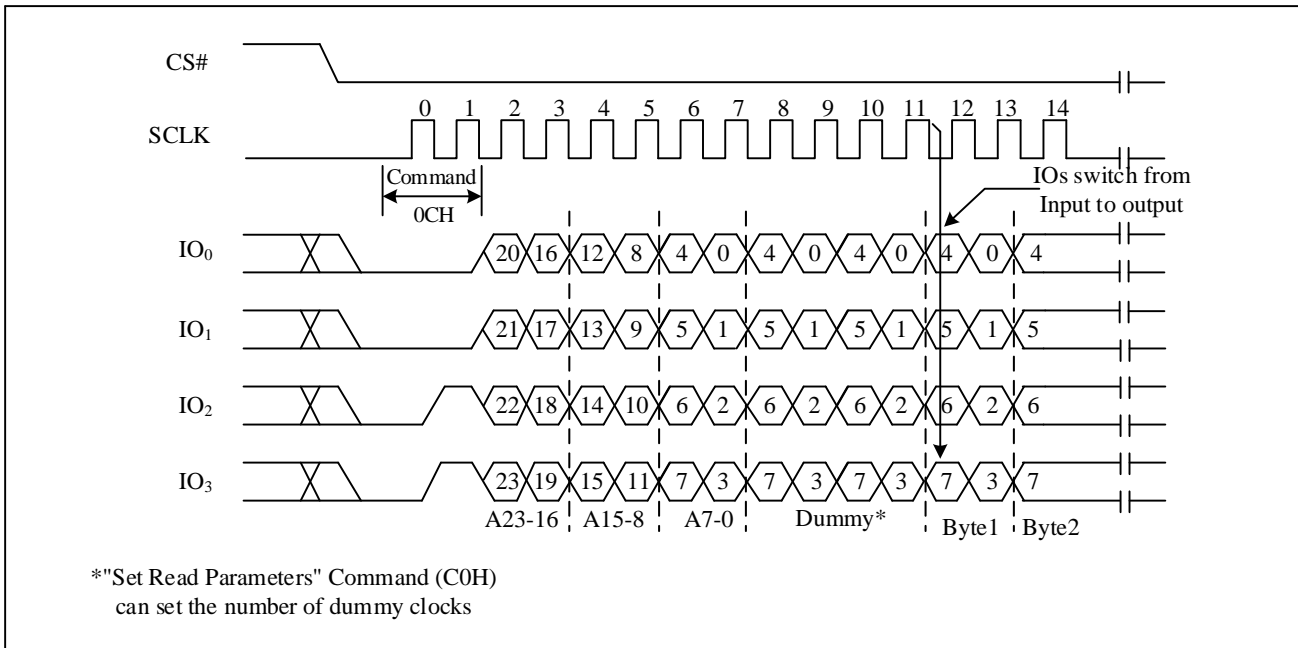 CS#
0 1 2 3 4 5 6 7 8 9 10 11 12 13 14
SCLK
Command
0CH
IOs switch from
Input to output
IO0 20 16 12 8 4 0 4 0 4 0 4 0 4
IO1 21 17 13 9 5 1 5 1 5 1 5 1 5
IO2 22 18 14 10 6 2 6 2 6 2 6 2 6
IO3 23 19 15 11 7 3 7 3 7 3 7 3 7
A23-16 A15-8 A7-0 Dummy* Byte1 Byte2
*"Set Read Parameters" Command (C0H)
can set the number of dummy clocks